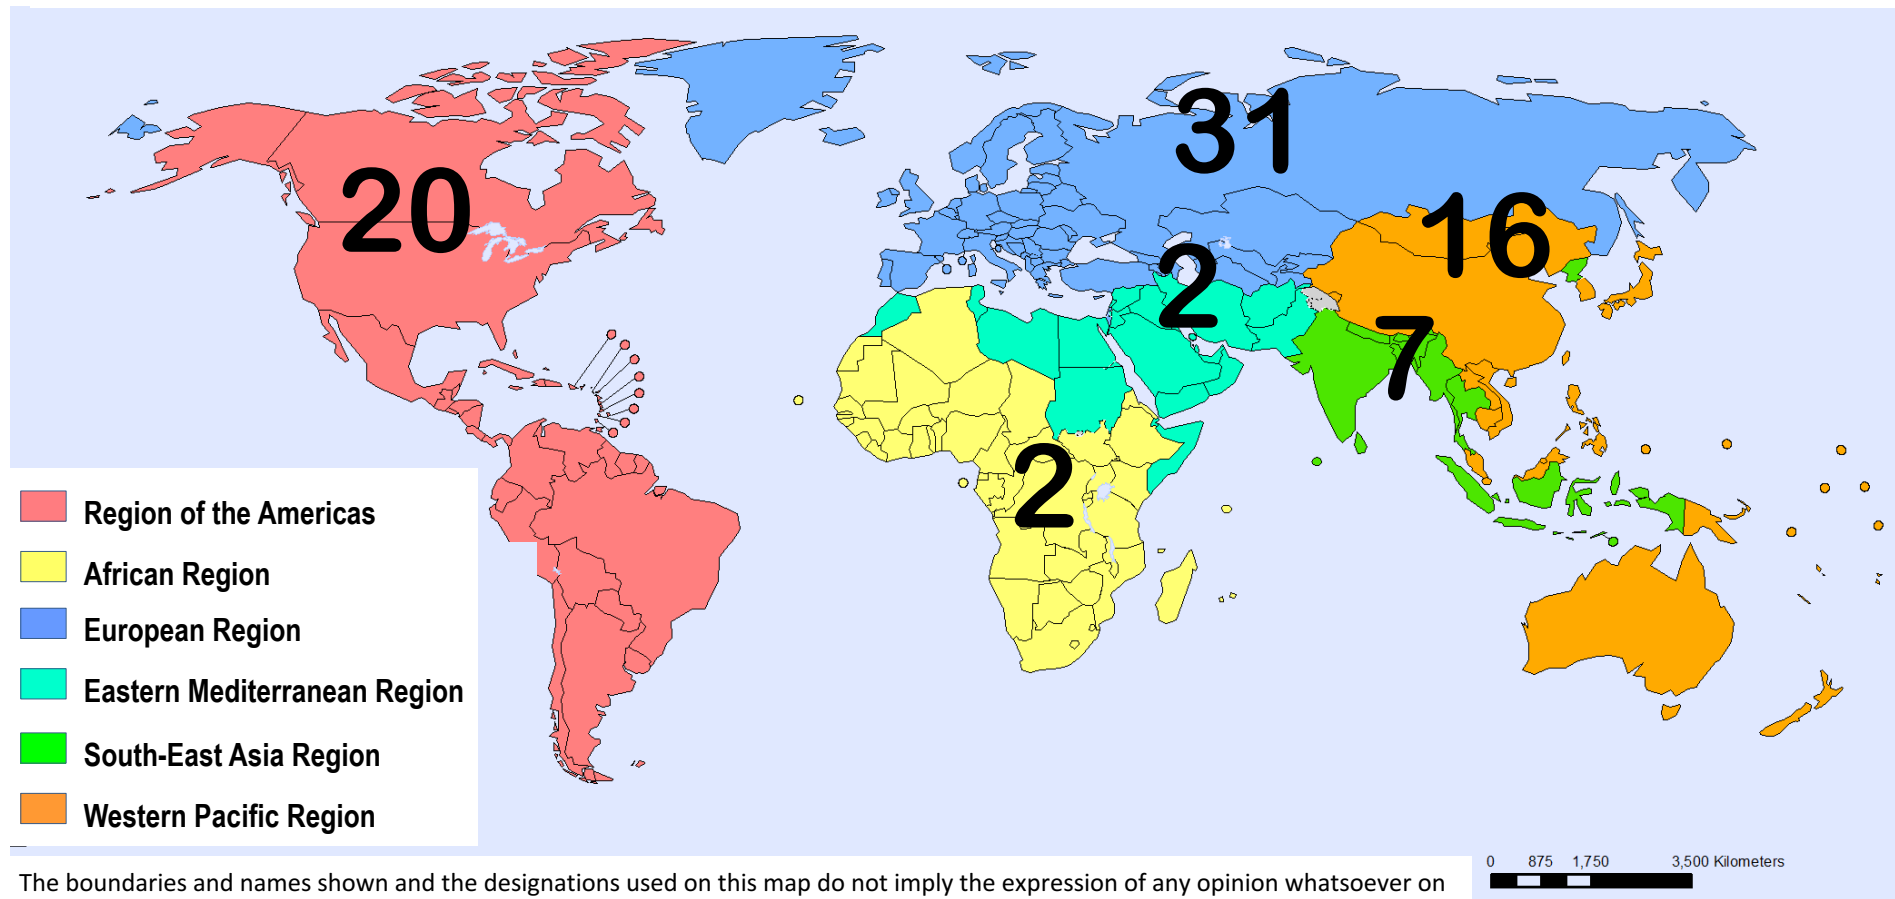 31
20
16
2
7
2
Region of the Americas
African Region
European Region
Eastern Mediterranean Region
South-East Asia Region
Western Pacific Region
0 875 1,750 3,500 Kilometers
The boundaries and names shown and the designations used on this map do not imply the expression of any opinion whatsoever on